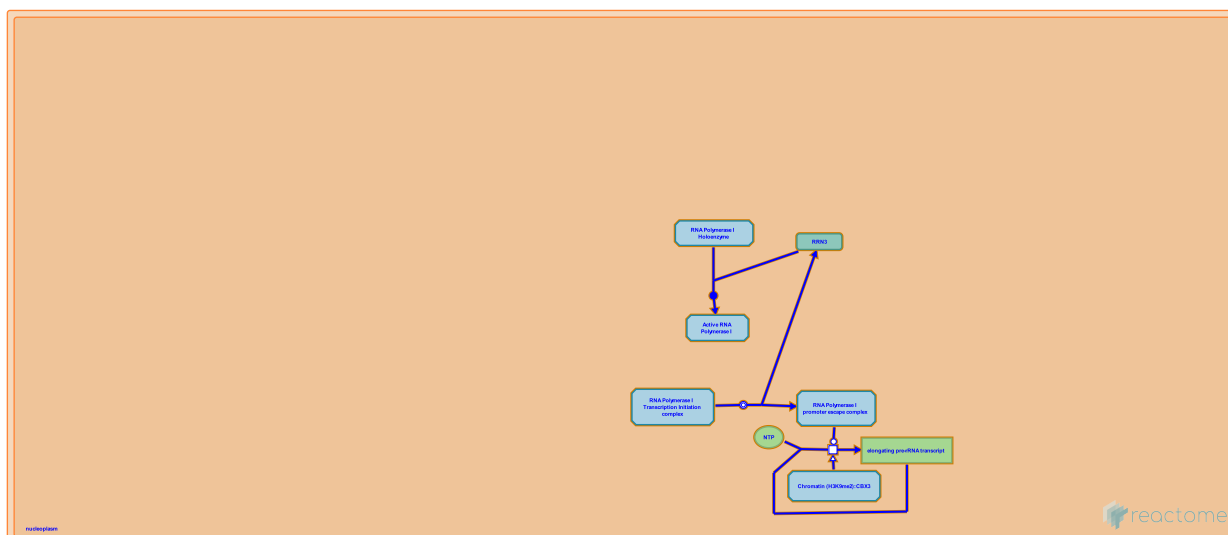 RNA Polymerase I
Holoenzyme
RRN3
Active RNA
Polymerase I
RNA Polymerase I
Transcription Initiation
complex
RNA Polymerase I
promoter escape complex
NTP
elongating pre-rRNA transcript
Chromatin (H3K9me2):CBX3
nucleoplasm
reactome